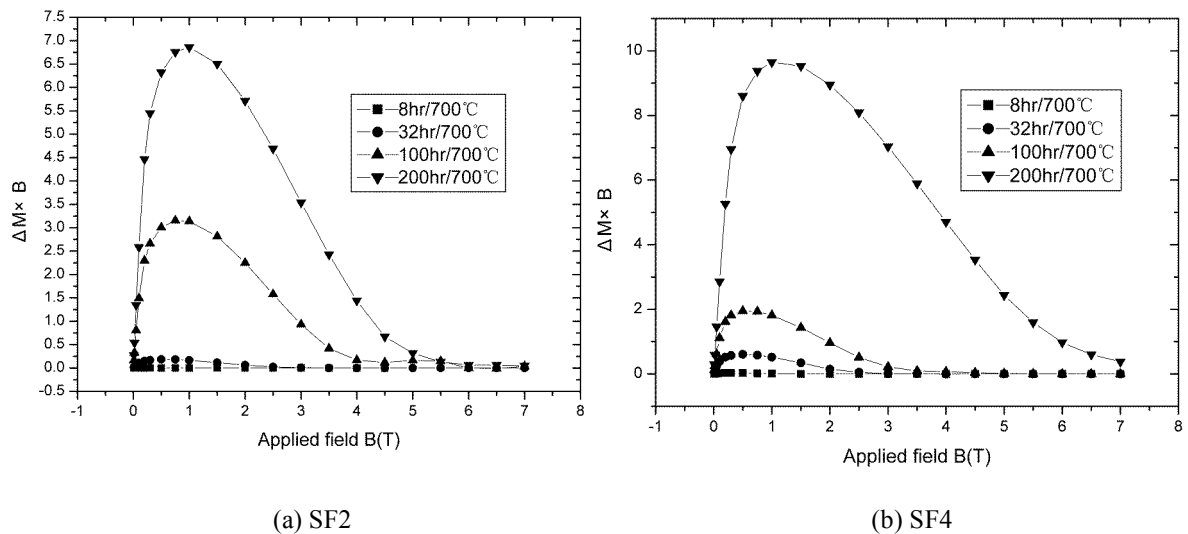 7.5
7.0
6.5
6.0
5.5
5.0
4.5
4.0
3.5
3.0
2.5
2.0
1.5
1.0
0.5
0.0
-0.5
ΔM× B
-1 0 1 2 3 4 5 6 7 8
Applied field B(T)
8hr/700℃
32hr/700℃
100hr/700℃
200hr/700℃
(a) SF2
10
8
6
4
2
0
ΔM× B
-1 0 1 2 3 4 5 6 7 8
Applied field B(T)
8hr/700℃
32hr/700℃
100hr/700℃
200hr/700℃
(b) SF4